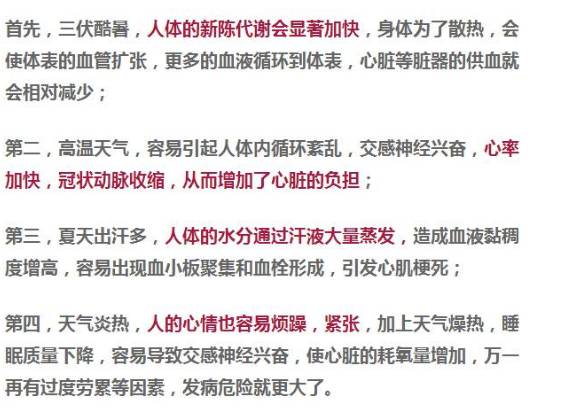 首先，三伏酷暑，人体的新陈代谢会显著加快，身体为了散热，会
使体表的血管扩张，更多的血液循环到体表，心脏等脏器的供血就
会相对减少；
第二，高温天气，容易引起人体内循环紊乱，交感神经兴奋，心率
加快，冠状动脉收缩，从而增加了心脏的负担；
第三，夏天出汗多，人体的水分通过汗液大量蒸发，造成血液黏稠
度增高，容易出现血小板聚集和血栓形成，引发心肌梗死；
第四，天气炎热，人的心情也容易烦躁，紧张，加上天气燥热，睡
眠质量下降，容易导致交感神经兴奋，使心脏的耗氧量增加，万一
再有过度劳累等因素，发病危险就更大了。